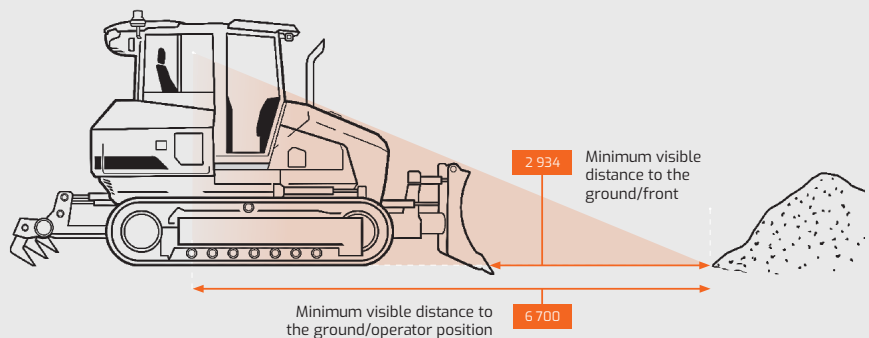 2 934
Minimum visible
distance to the
ground/front
Minimum visible distance to
the ground/operator position
6 700